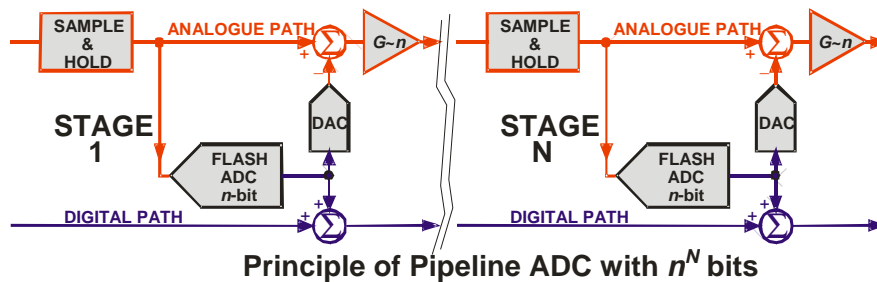 SAMPLE
&
HOLD
ANALOGUE PATH
Σ
+
−
G~n
DAC
STAGE
1
FLASH
ADC
n-bit
+
+
Σ
DIGITAL PATH
SAMPLE
&
HOLD
ANALOGUE PATH
Σ
+
−
G~n
DAC
STAGE
N
FLASH
ADC
n-bit
+
+
Σ
DIGITAL PATH
Principle of Pipeline ADC with n^N bits